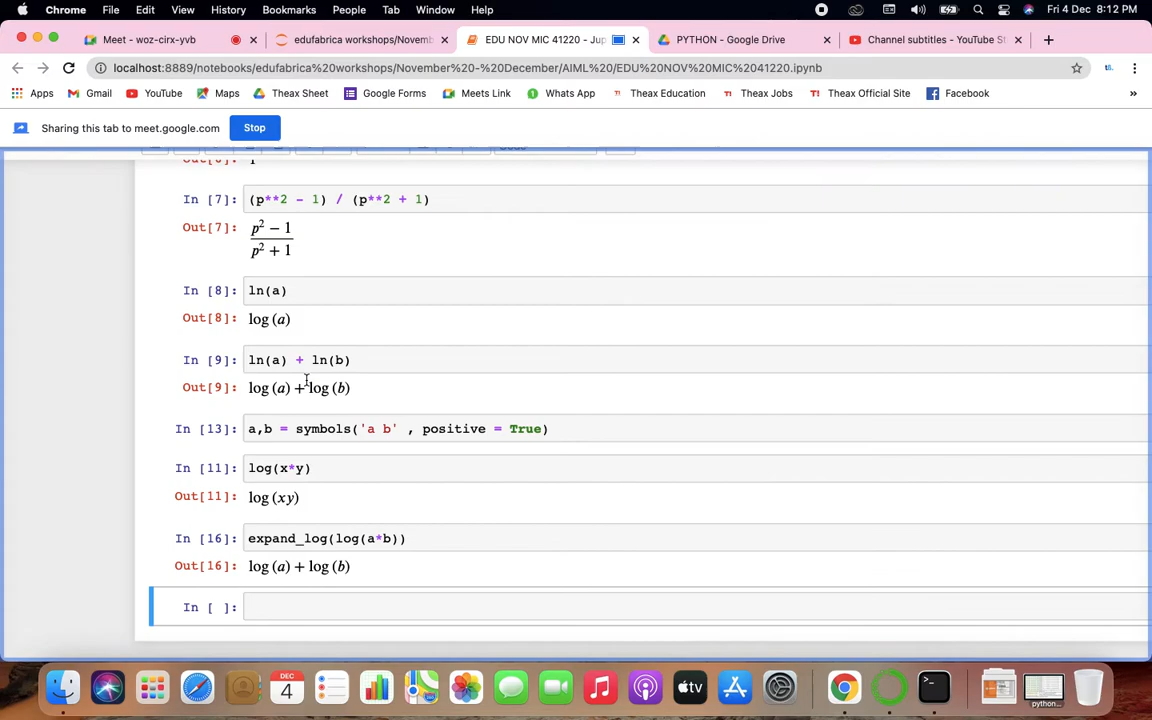 Chrome File Edit View History Bookmarks People Tab Window Help Fri 4 Dec 8:12 PM
Meet - woz-cirx-yvb edufabrica workshops/Novemb EDU NOV MIC 41220 - Jup PYTHON - Google Drive Channel subtitles - YouTube St
localhost:8889/notebooks/edufabrica%20workshops/November%20-%20December/AIML%20/EDU%20NOV%20MIC%2041220.ipynb
Apps Gmail YouTube Maps Theax Sheet Google Forms Meets Link Whats App Theax Education Theax Jobs Theax Official Site Facebook »
Sharing this tab to meet.google.com Stop
In [7]: (p**2 - 1) / (p**2 + 1)
Out[7]: p² − 1
p² + 1
In [8]: ln(a)
Out[8]: log (a)
In [9]: ln(a) + ln(b)
Out[9]: log (a) + log (b)
In [13]: a,b = symbols('a b' , positive = True)
In [11]: log(x*y)
Out[11]: log (xy)
In [16]: expand_log(log(a*b))
Out[16]: log (a) + log (b)
In [ ]:
DEC
4
tv
python...